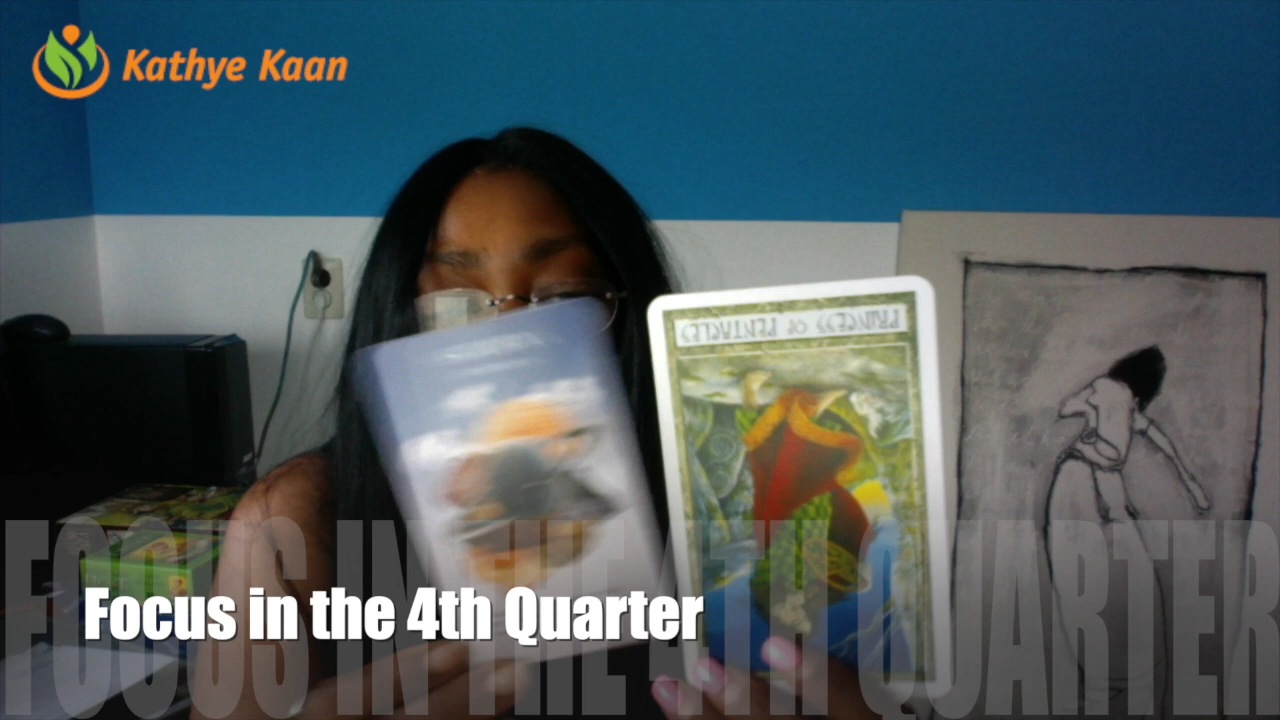 Kathye Kaan
PRINCESS OF PENTACLES
FOCUS IN THE 4TH QUARTER
Focus in the 4th Quarter